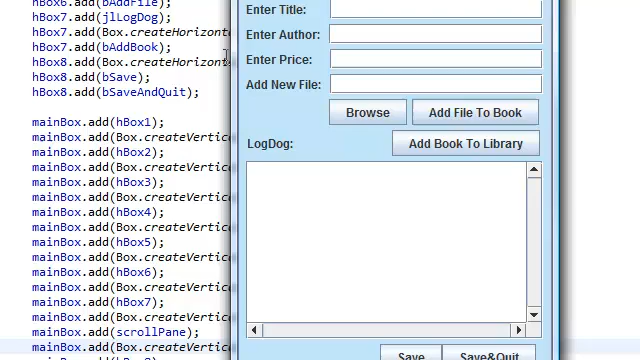 hBox6.add(bAddFile);
hBox7.add(jlLogDog);
hBox7.add(Box.createHorizont
hBox7.add(bAddBook);
hBox8.add(Box.createHorizont
hBox8.add(bSave);
hBox8.add(bSaveAndQuit);
mainBox.add(hBox1);
mainBox.add(Box.createVertic
mainBox.add(hBox2);
mainBox.add(Box.createVertic
mainBox.add(hBox3);
mainBox.add(Box.createVertic
mainBox.add(hBox4);
mainBox.add(Box.createVertic
mainBox.add(hBox5);
mainBox.add(Box.createVertic
mainBox.add(hBox6);
mainBox.add(Box.createVertic
mainBox.add(hBox7);
mainBox.add(Box.createVertic
mainBox.add(scrollPane);
mainBox.add(Box.createVertic
Enter Title:
Enter Author:
Enter Price:
Add New File:
Browse
Add File To Book
LogDog:
Add Book To Library
Save
Save&Quit